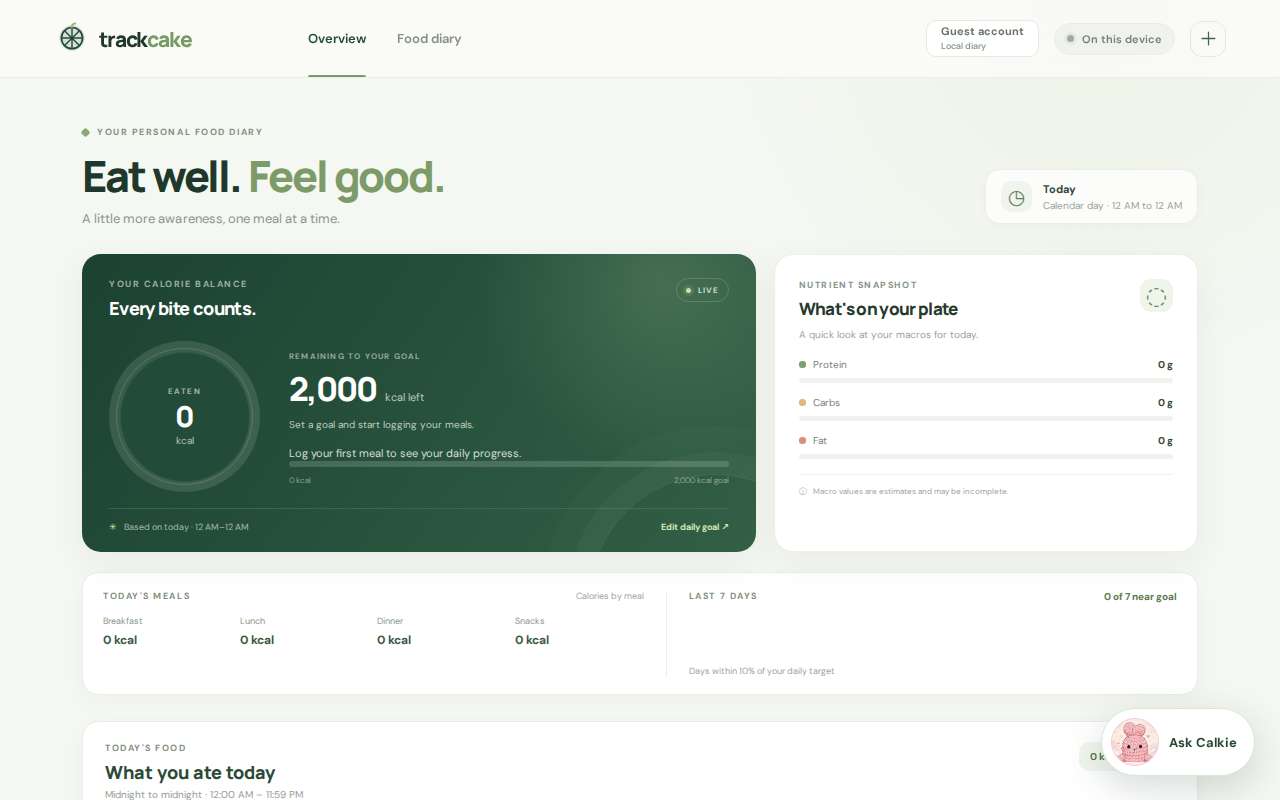 trackcake
Overview
Food diary
Guest account
Local diary
On this device
YOUR PERSONAL FOOD DIARY
Eat well. Feel good.
A little more awareness, one meal at a time.
Today
Calendar day · 12 AM to 12 AM
YOUR CALORIE BALANCE
Every bite counts.
LIVE
EATEN
0
kcal
REMAINING TO YOUR GOAL
2,000 kcal left
Set a goal and start logging your meals.
Log your first meal to see your daily progress.
0 kcal
2,000 kcal goal
Based on today · 12 AM–12 AM
Edit daily goal ↗
NUTRIENT SNAPSHOT
What's on your plate
A quick look at your macros for today.
Protein 0 g
Carbs 0 g
Fat 0 g
Macro values are estimates and may be incomplete.
TODAY'S MEALS
Calories by meal
Breakfast
0 kcal
Lunch
0 kcal
Dinner
0 kcal
Snacks
0 kcal
LAST 7 DAYS
0 of 7 near goal
Days within 10% of your daily target
TODAY'S FOOD
What you ate today
Midnight to midnight · 12:00 AM – 11:59 PM
Ask Calkie